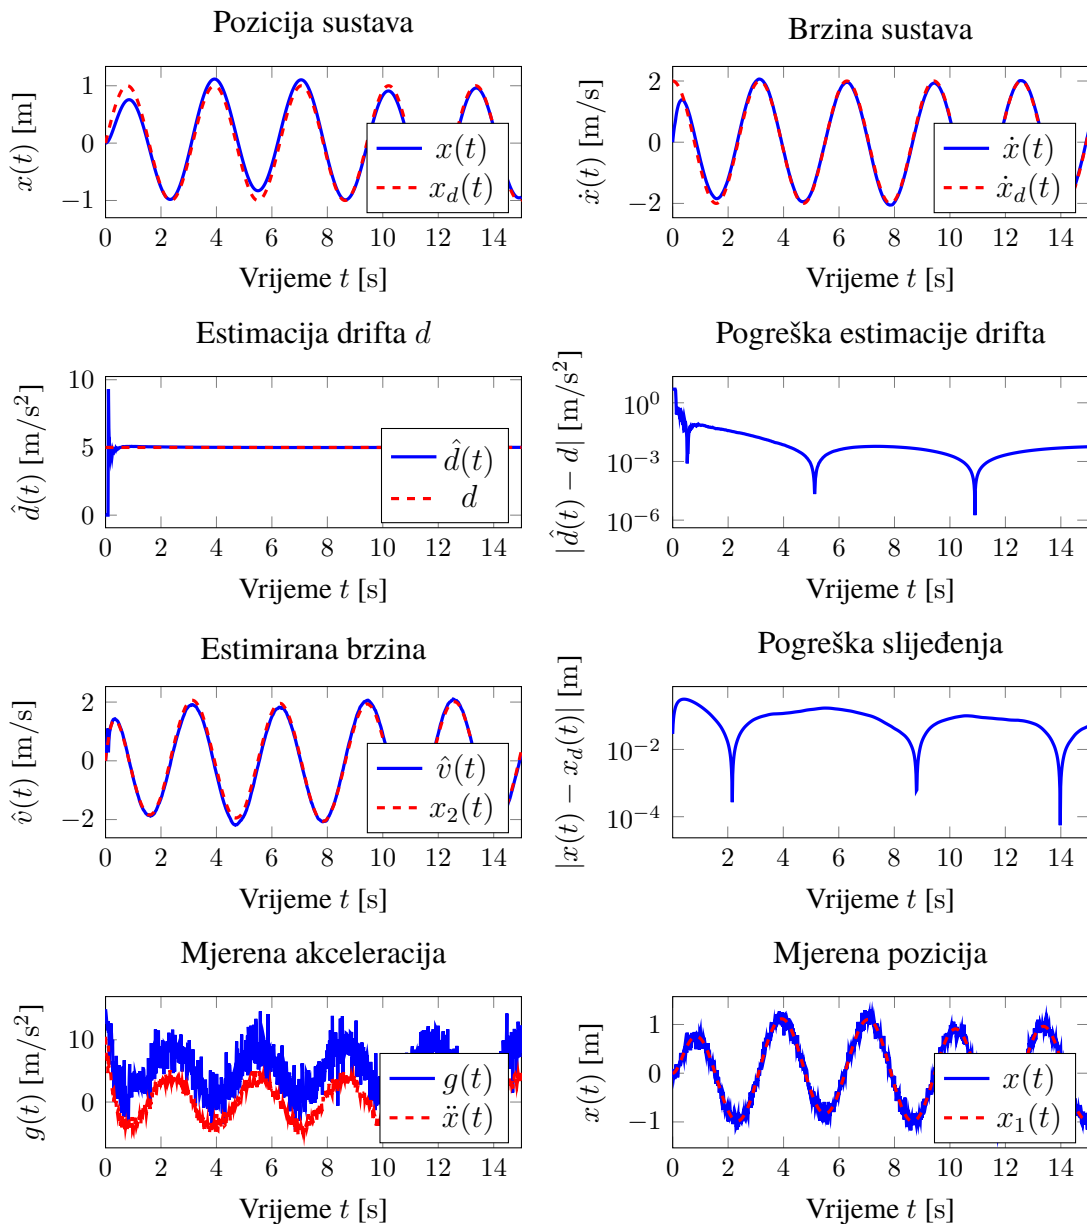 Pozicija sustava
1
0
−1
x(t) [m]
x(t)
x_d(t)
0 2 4 6 8 10 12 14
Vrijeme t [s]
Brzina sustava
2
0
−2
ẋ(t) [m/s]
ẋ(t)
ẋ_d(t)
0 2 4 6 8 10 12 14
Vrijeme t [s]
Estimacija drifta d
10
5
0
d̂(t) [m/s²]
d̂(t)
d
0 2 4 6 8 10 12 14
Vrijeme t [s]
Pogreška estimacije drifta
10⁰
10⁻³
10⁻⁶
|d̂(t) − d| [m/s²]
0 2 4 6 8 10 12 14
Vrijeme t [s]
Estimirana brzina
2
0
−2
v̂(t) [m/s]
v̂(t)
x₂(t)
0 2 4 6 8 10 12 14
Vrijeme t [s]
Pogreška slijeđenja
10⁻²
10⁻⁴
|x(t) − x_d(t)| [m]
2 4 6 8 10 12 14
Vrijeme t [s]
Mjerena akceleracija
10
0
g(t) [m/s²]
g(t)
ẍ(t)
0 2 4 6 8 10 12 14
Vrijeme t [s]
Mjerena pozicija
1
0
−1
x(t) [m]
x(t)
x₁(t)
0 2 4 6 8 10 12 14
Vrijeme t [s]